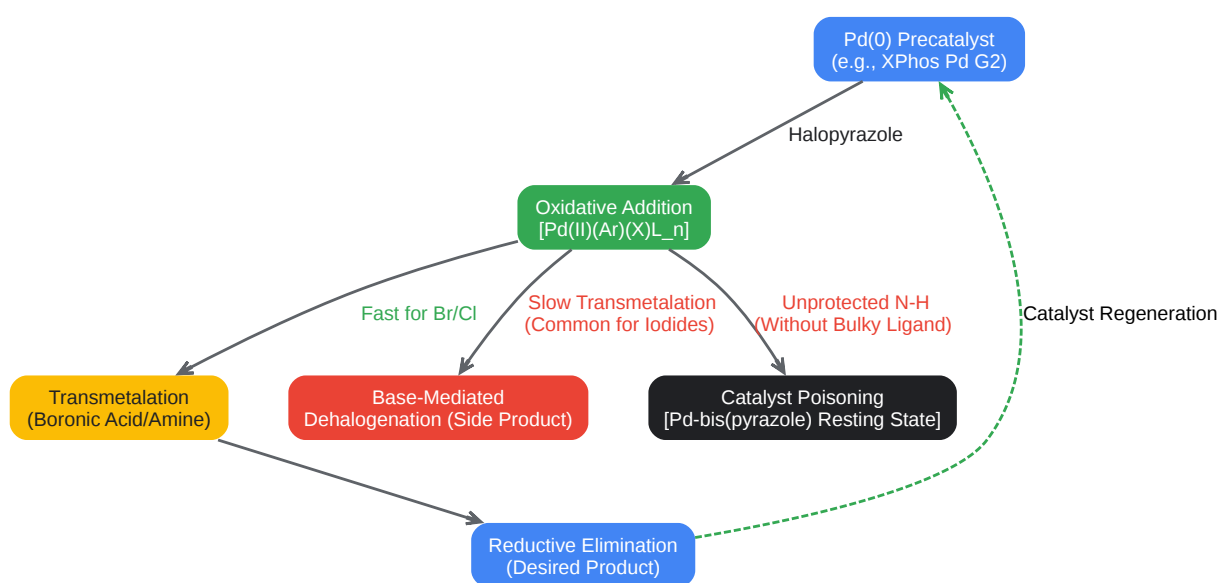 Pd(0) Precatalyst
(e.g., XPhos Pd G2)
Halopyrazole
Oxidative Addition
[Pd(II)(Ar)(X)L_n]
Fast for Br/Cl
Slow Transmetalation
(Common for Iodides)
Unprotected N-H
(Without Bulky Ligand)
Catalyst Regeneration
Transmetalation
(Boronic Acid/Amine)
Base-Mediated
Dehalogenation (Side Product)
Catalyst Poisoning
[Pd-bis(pyrazole) Resting State]
Reductive Elimination
(Desired Product)